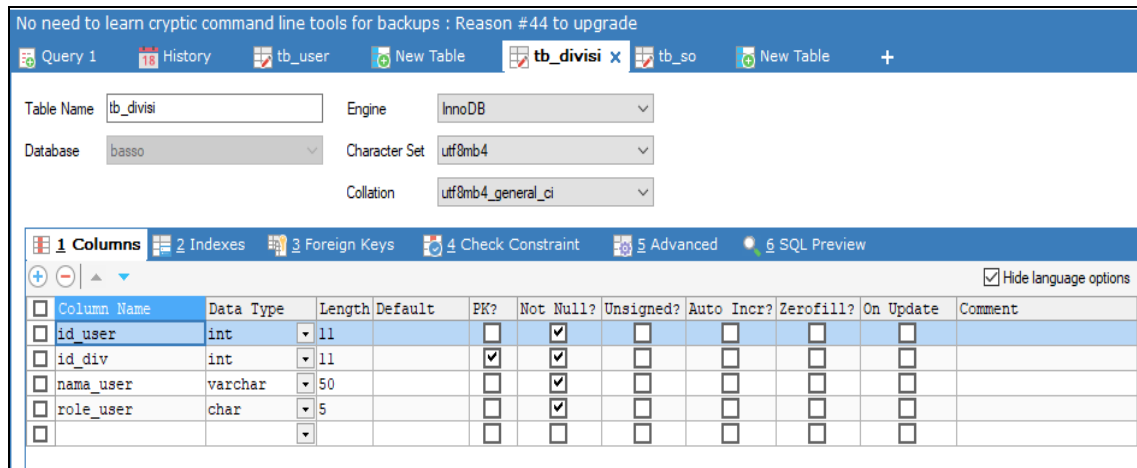 No need to learn cryptic command line tools for backups : Reason #44 to upgrade
Query 1 18 History tb_user New Table tb_divisi x tb_so New Table +
Table Name tb_divisi Engine InnoDB
Database basso Character Set utf8mb4
Collation utf8mb4_general_ci
1 Columns 2 Indexes 3 Foreign Keys 4 Check Constraint 5 Advanced 6 SQL Preview
Hide language options
Column Name Data Type Length Default PK? Not Null? Unsigned? Auto Incr? Zerofill? On Update Comment
id_user int 11
id_div int 11
nama_user varchar 50
role_user char 5